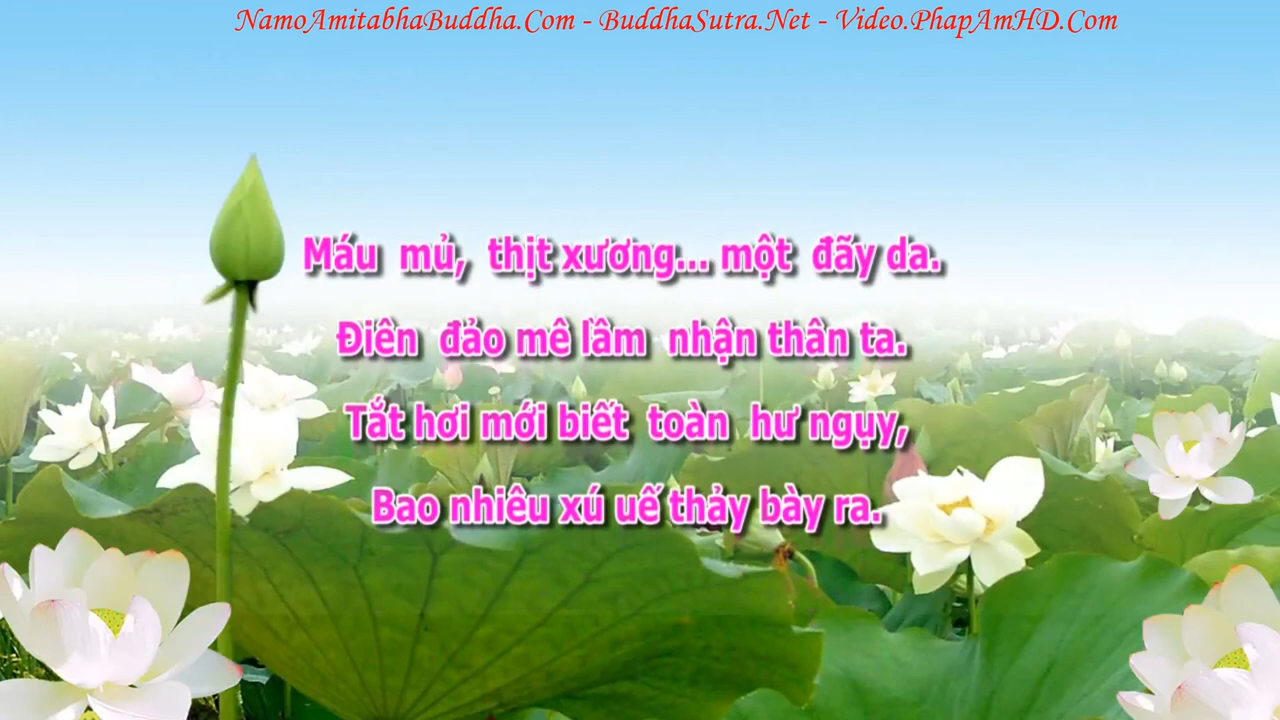 NamoAmitabhaBuddha.Com - BuddhaSutra.Net - Video.PhapAmHD.Com
Máu mủ, thịt xương... một đãy da.
Điên đảo mê lầm nhận thân ta.
Tắt hơi mới biết toàn hư ngụy,
Bao nhiêu xú uế thảy bày ra.